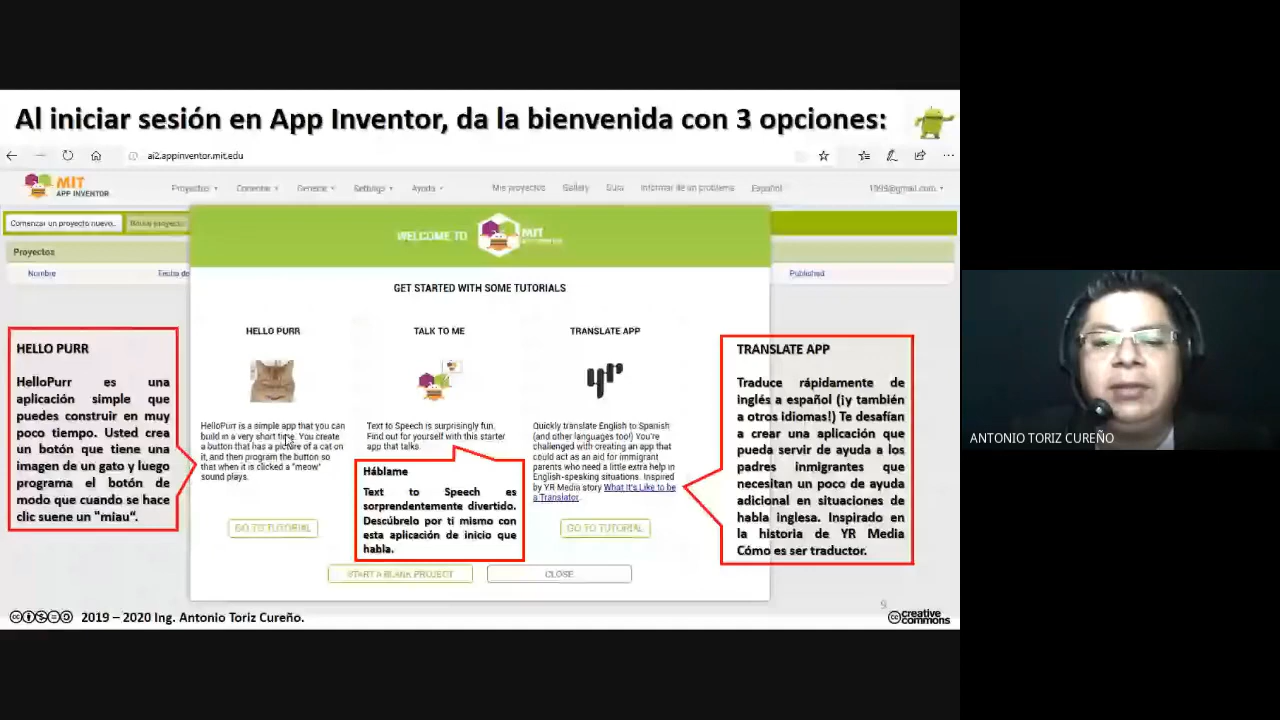 Al iniciar sesión en App Inventor, da la bienvenida con 3 opciones:
ai2.appinventor.mit.edu
MIT
APP INVENTOR
Proyectos
Conectar
Generar
Settings
Ayuda
Mis proyectos
Gallery
Guía
Informar de un problema
Español
Comenzar un proyecto nuevo..
Proyectos
Nombre
Fecha de
Published
WELCOME TO
MIT
APP INVENTOR
GET STARTED WITH SOME TUTORIALS
HELLO PURR
HelloPurr is a simple app that you can
build in a very short time. You create
a button that has a picture of a cat on
it, and then program the button so
that when it is clicked a "meow"
sound plays.
GO TO TUTORIAL
TALK TO ME
Text to Speech is surprisingly fun.
Find out for yourself with this starter
app that talks.
TRANSLATE APP
Quickly translate English to Spanish
(and other languages too!) You're
challenged with creating an app that
could act as an aid for immigrant
parents who need a little extra help in
English-speaking situations. Inspired
by YR Media story What It's Like to be
a Translator.
GO TO TUTORIAL
START A BLANK PROJECT
CLOSE
HELLO PURR
HelloPurr es una
aplicación simple que
puedes construir en muy
poco tiempo. Usted crea
un botón que tiene una
imagen de un gato y luego
programa el botón de
modo que cuando se hace
clic suene un "miau“.
Háblame
Text to Speech es
sorprendentemente divertido.
Descúbrelo por ti mismo con
esta aplicación de inicio que
habla.
TRANSLATE APP
Traduce rápidamente de
inglés a español (¡y también
a otros idiomas!) Te desafían
a crear una aplicación que
pueda servir de ayuda a los
padres inmigrantes que
necesitan un poco de ayuda
adicional en situaciones de
habla inglesa. Inspirado en
la historia de YR Media
Cómo es ser traductor.
2019 – 2020 Ing. Antonio Toriz Cureño.
9
creative
commons
ANTONIO TORIZ CUREÑO